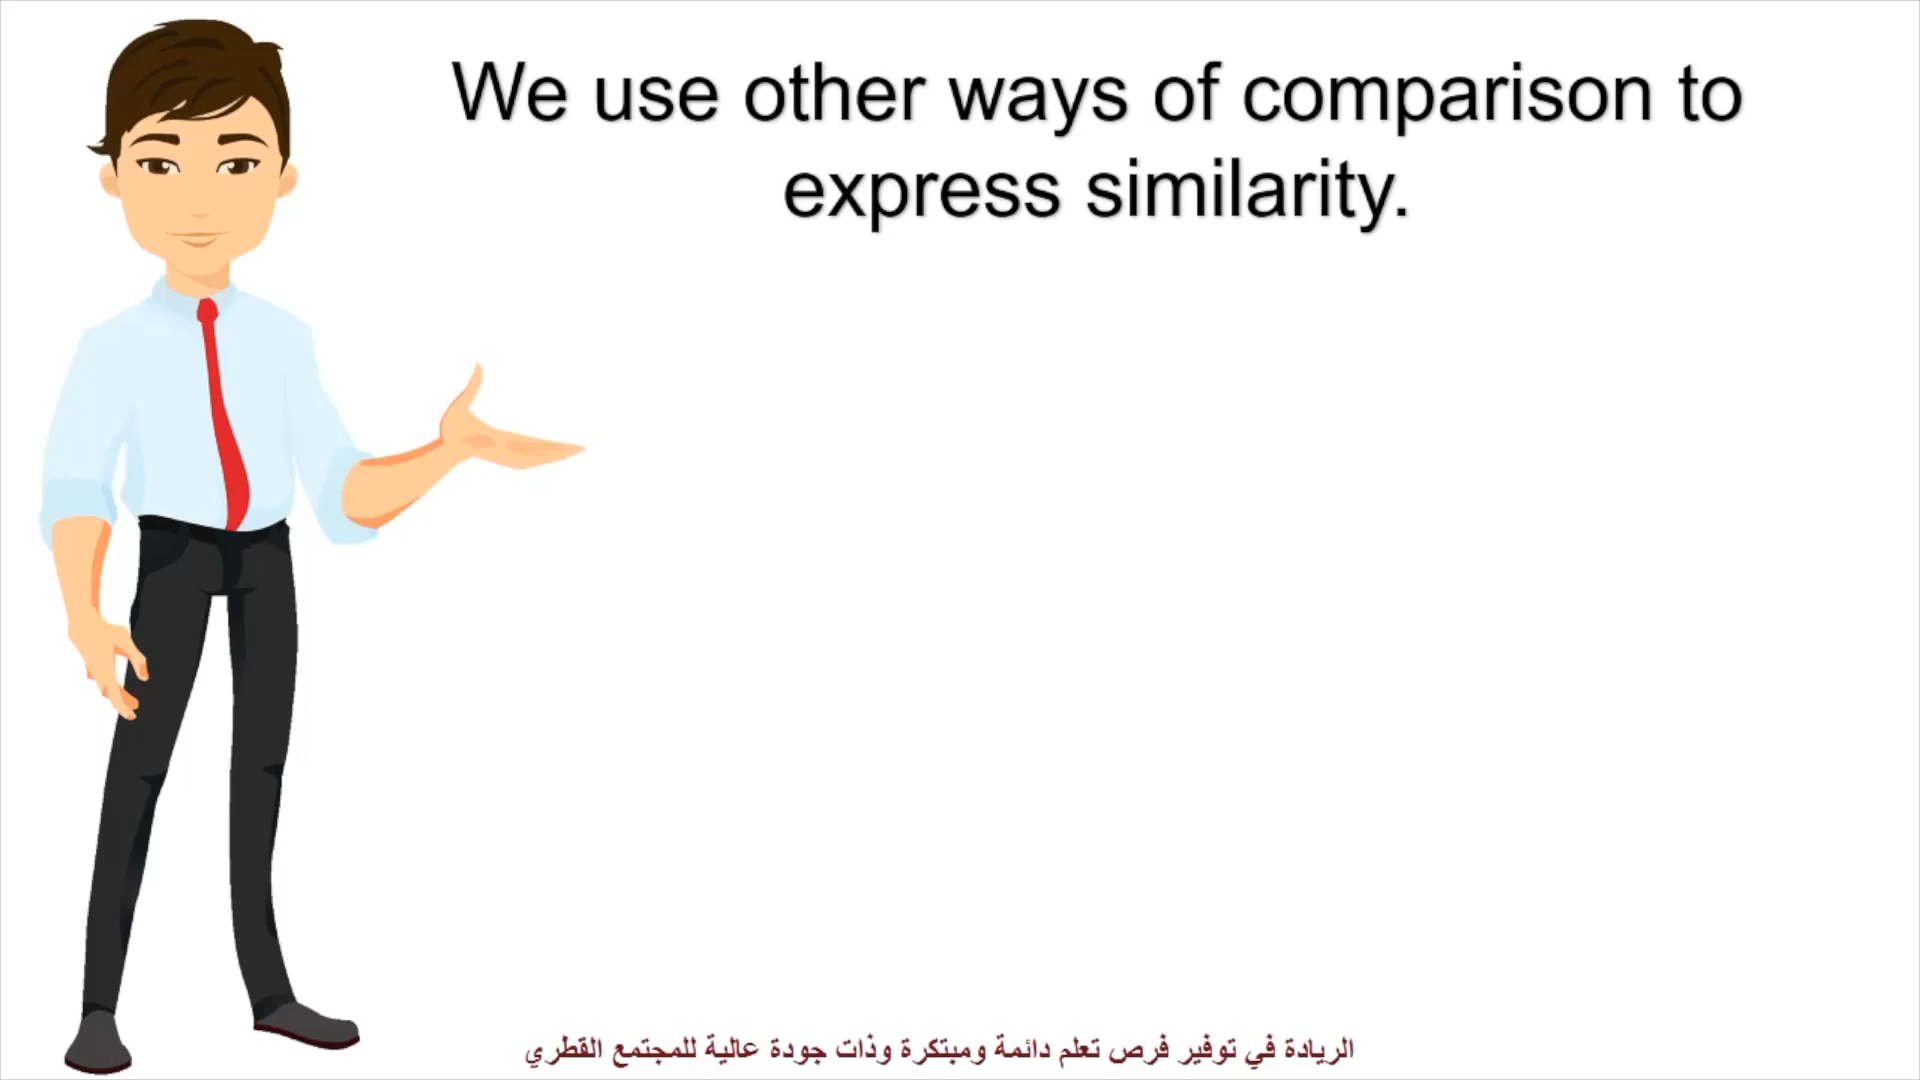 We use other ways of comparison to
express similarity.
الريادة في توفير فرص تعلم دائمة ومبتكرة وذات جودة عالية للمجتمع القطري